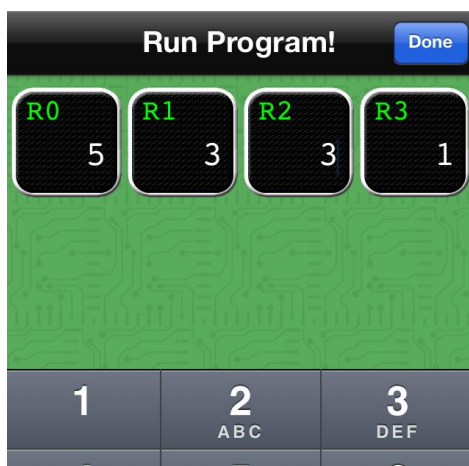 Run Program!
Done
R0 R1 R2 R3
5 3 3 1
1 2 3
ABC DEF